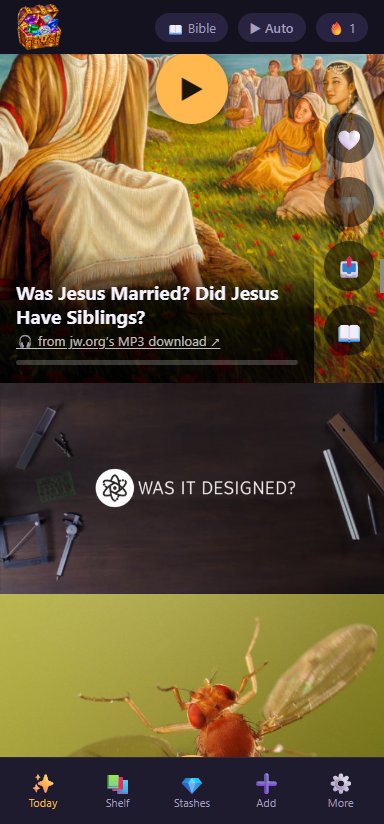 Bible
Auto
1
Was Jesus Married? Did Jesus
Have Siblings?
from jw.org's MP3 download ↗
WAS IT DESIGNED?
Today
Shelf
Stashes
Add
More